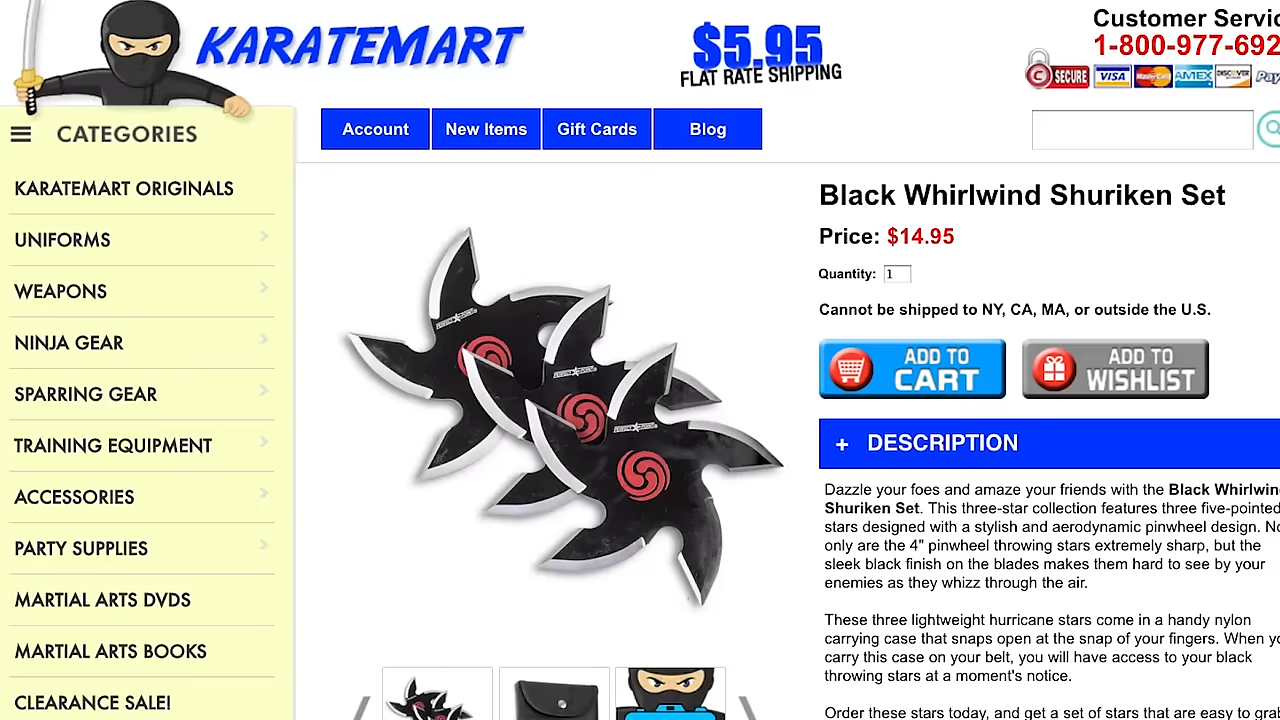 KARATEMART
$5.95
FLAT RATE SHIPPING
Customer
1-800-977-692
SECURE
VISA
MasterCard
AMEX
DISCOVER
CATEGORIES
Account
New Items
Gift Cards
Blog
KARATEMART ORIGINALS
UNIFORMS
WEAPONS
NINJA GEAR
SPARRING GEAR
TRAINING EQUIPMENT
ACCESSORIES
PARTY SUPPLIES
MARTIAL ARTS DVDS
MARTIAL ARTS BOOKS
CLEARANCE SALE!
Black Whirlwind Shuriken Set
Price: $14.95
Quantity: 1
Cannot be shipped to NY, CA, MA, or outside the U.S.
ADD TO CART
ADD TO WISHLIST
+ DESCRIPTION
Dazzle your foes and amaze your friends with the Black Whirlwin
Shuriken Set. This three-star collection features three five-pointed
stars designed with a stylish and aerodynamic pinwheel design. No
only are the 4" pinwheel throwing stars extremely sharp, but the
sleek black finish on the blades makes them hard to see by your
enemies as they whizz through the air.
These three lightweight hurricane stars come in a handy nylon
carrying case that snaps open at the snap of your fingers. When yo
carry this case on your belt, you will have access to your black
throwing stars at a moment's notice.
Order these stars today, and get a set of stars that are easy to grab